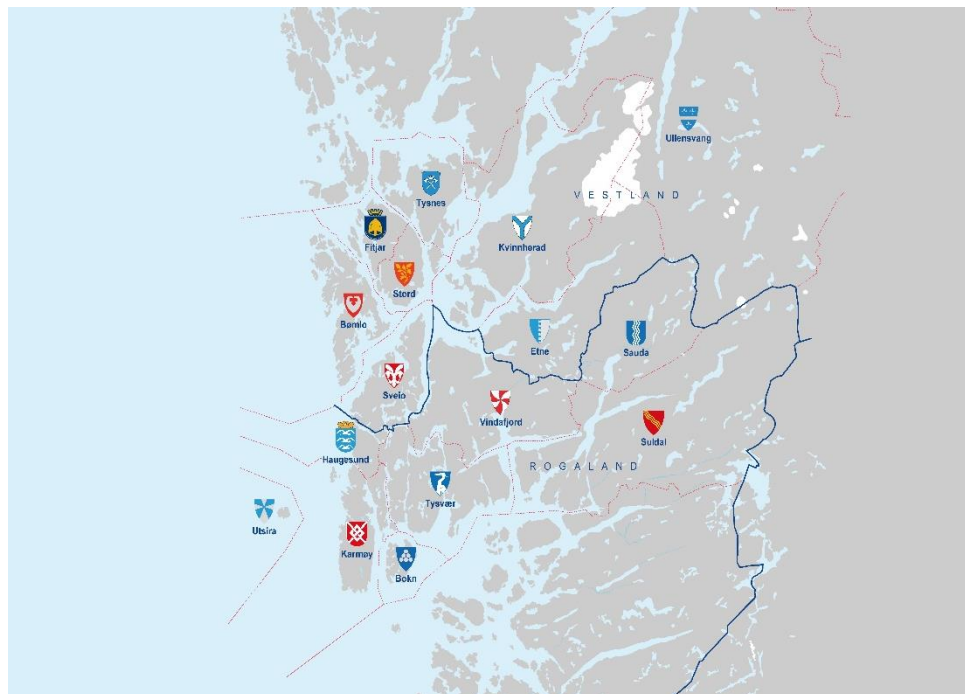 Ullensvang
VESTLAND
Tysnes
Fitjar
Kvinnherad
Stord
Bømlo
Etne
Sauda
Sveio
Vindafjord
Suldal
Haugesund
ROGALAND
Tysvær
Utsira
Karmøy
Bokn